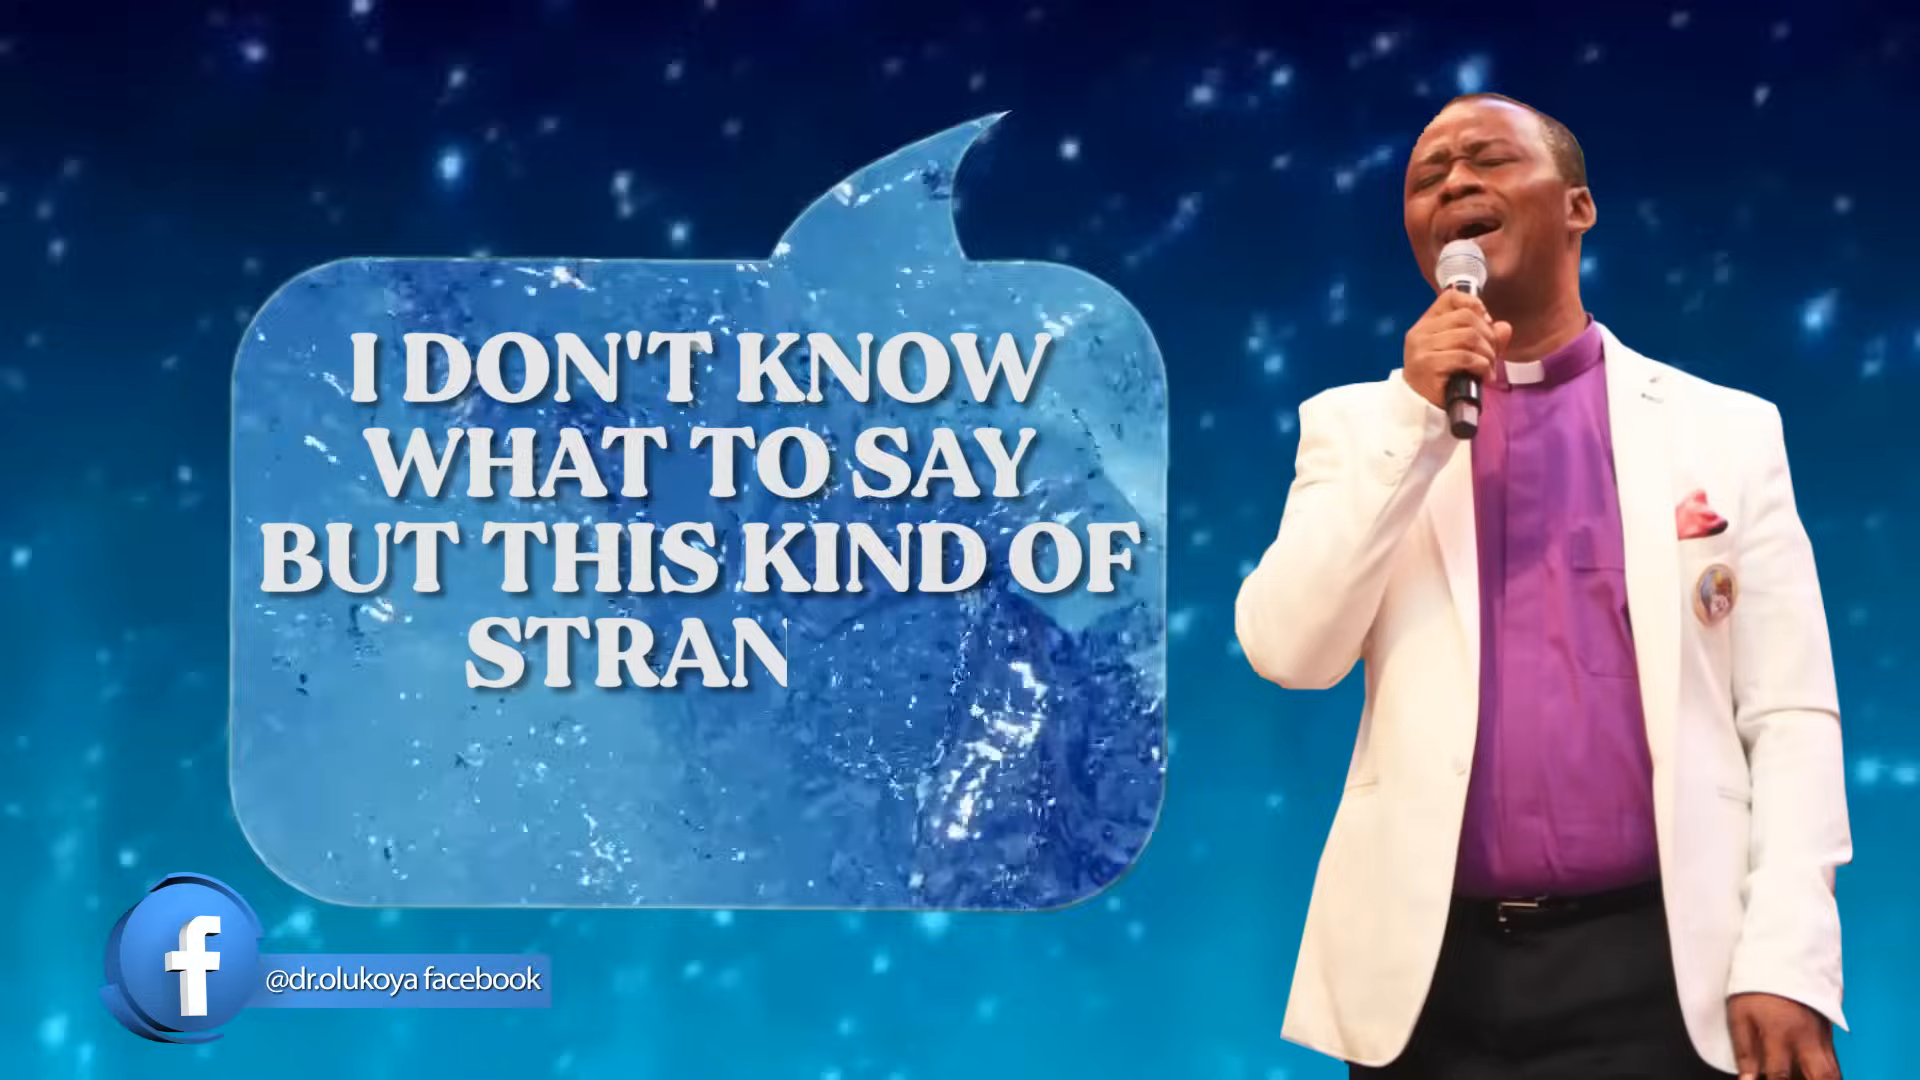 I DON'T KNOW
WHAT TO SAY
BUT THIS KIND OF
STRAN
@dr.olukoya facebook